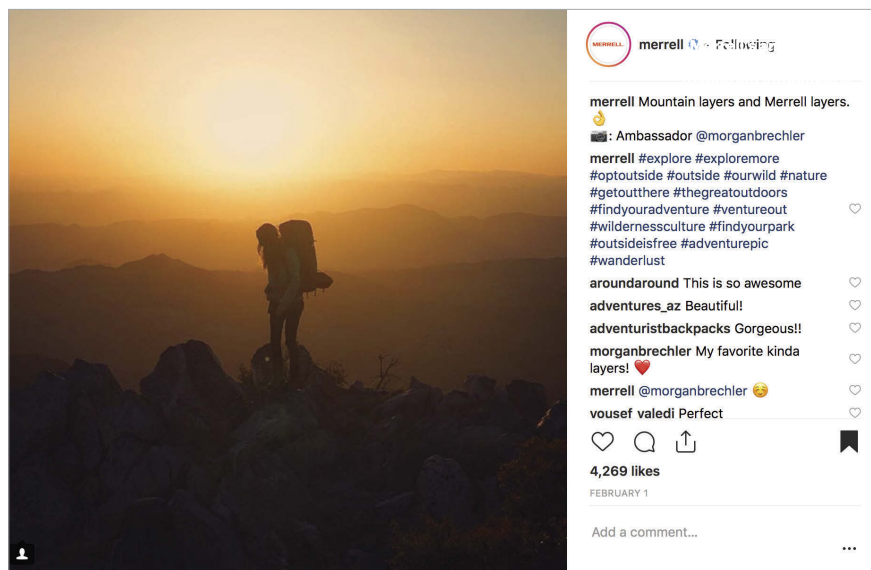 MERRELL
merrell Following
merrell Mountain layers and Merrell layers.
👌
📷: Ambassador @morganbrechler
merrell #explore #exploremore
#optoutside #outside #ourwild #nature
#getoutthere #thegreatoutdoors
#findyouradventure #ventureout
#wildernessculture #findyourpark
#outsideisfree #adventurepic
#wanderlust
aroundaround This is so awesome
adventures_az Beautiful!
adventuristbackpacks Gorgeous!!
morganbrechler My favorite kinda
layers! ❤️
merrell @morganbrechler ☺️
yousef_valedi Perfect
4,269 likes
FEBRUARY 1
Add a comment...